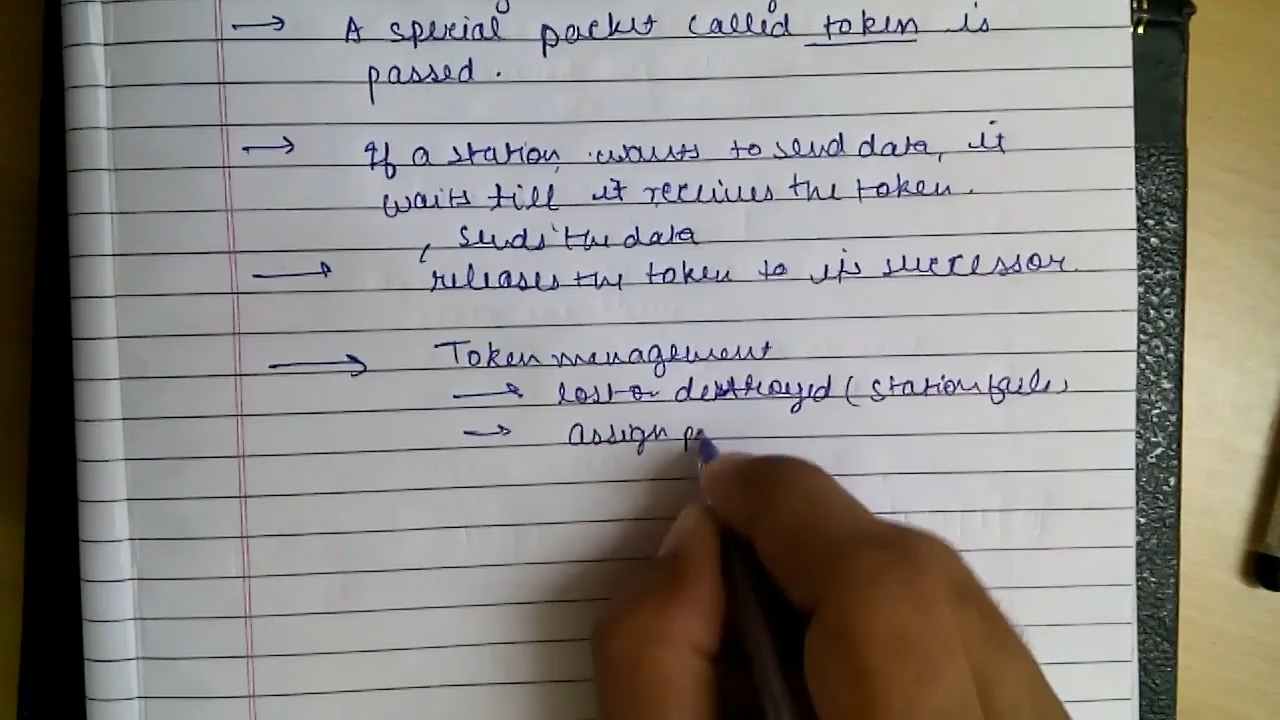 → A special packet called token is
passed.
→ If a station wants to send data, it
waits till it receives the token.
, sends the data
→ releases the token to its successor.
→ Token management
→ lost or destroyed (station fails)
→ assign p